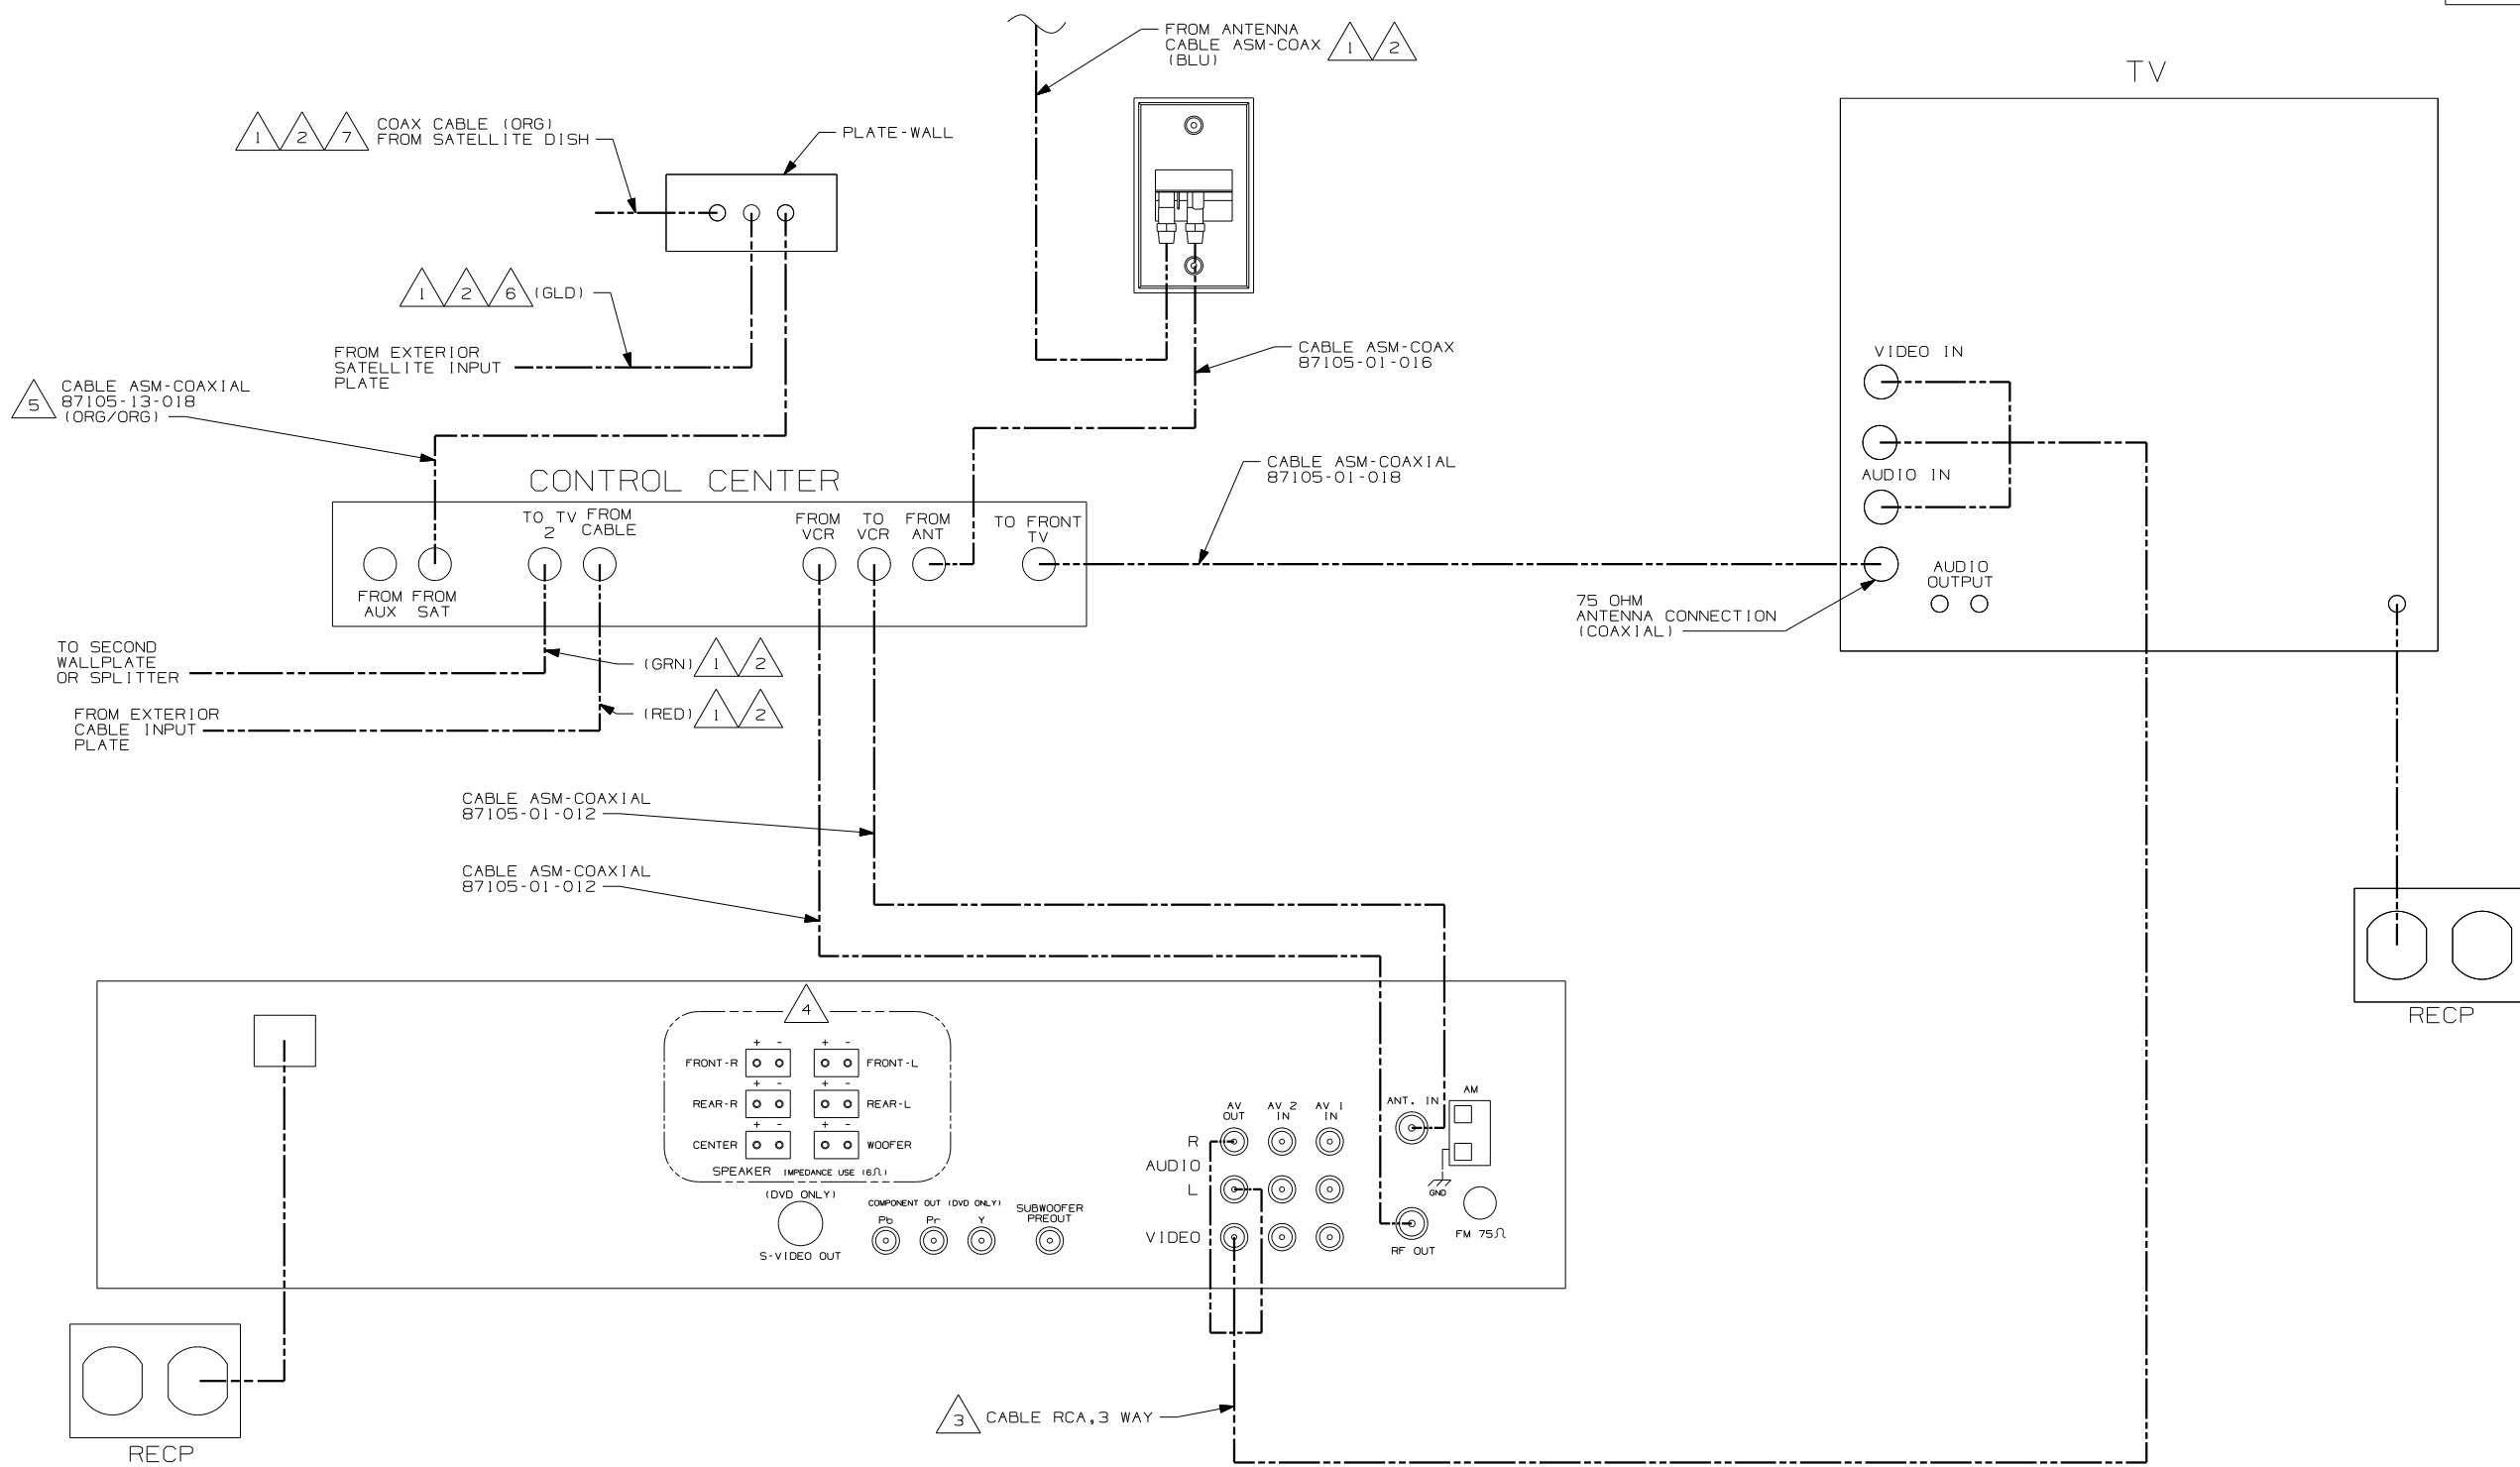 FROM ANTENNA
CABLE ASM-COAX
(BLU)
1 2
TV
1 2 7
COAX CABLE (ORG)
FROM SATELLITE DISH
PLATE-WALL
1 2 6 (GLD)
FROM EXTERIOR
SATELLITE INPUT
PLATE
CABLE ASM-COAX
87105-01-016
VIDEO IN
5
CABLE ASM-COAXIAL
87105-13-018
(ORG/ORG)
CABLE ASM-COAXIAL
87105-01-018
AUDIO IN
CONTROL CENTER
TO TV
2
FROM
CABLE
FROM
VCR
TO
VCR
FROM
ANT
TO FRONT
TV
FROM
AUX
FROM
SAT
AUDIO
OUTPUT
75 OHM
ANTENNA CONNECTION
(COAXIAL)
TO SECOND
WALLPLATE
OR SPLITTER
(GRN) 1 2
FROM EXTERIOR
CABLE INPUT
PLATE
(RED) 1 2
CABLE ASM-COAXIAL
87105-01-012
CABLE ASM-COAXIAL
87105-01-012
RECP
4
+ - + -
FRONT-R FRONT-L
+ - + -
REAR-R REAR-L
+ - + -
CENTER WOOFER
SPEAKER IMPEDANCE USE (6Ω)
(DVD ONLY)
S-VIDEO OUT
COMPONENT OUT (DVD ONLY)
Pb Pr Y
SUBWOOFER
PREOUT
AV
OUT
AV 2
IN
AV 1
IN
R
AUDIO
L
VIDEO
ANT. IN
AM
GND
RF OUT
FM 75Ω
3 CABLE RCA,3 WAY
RECP